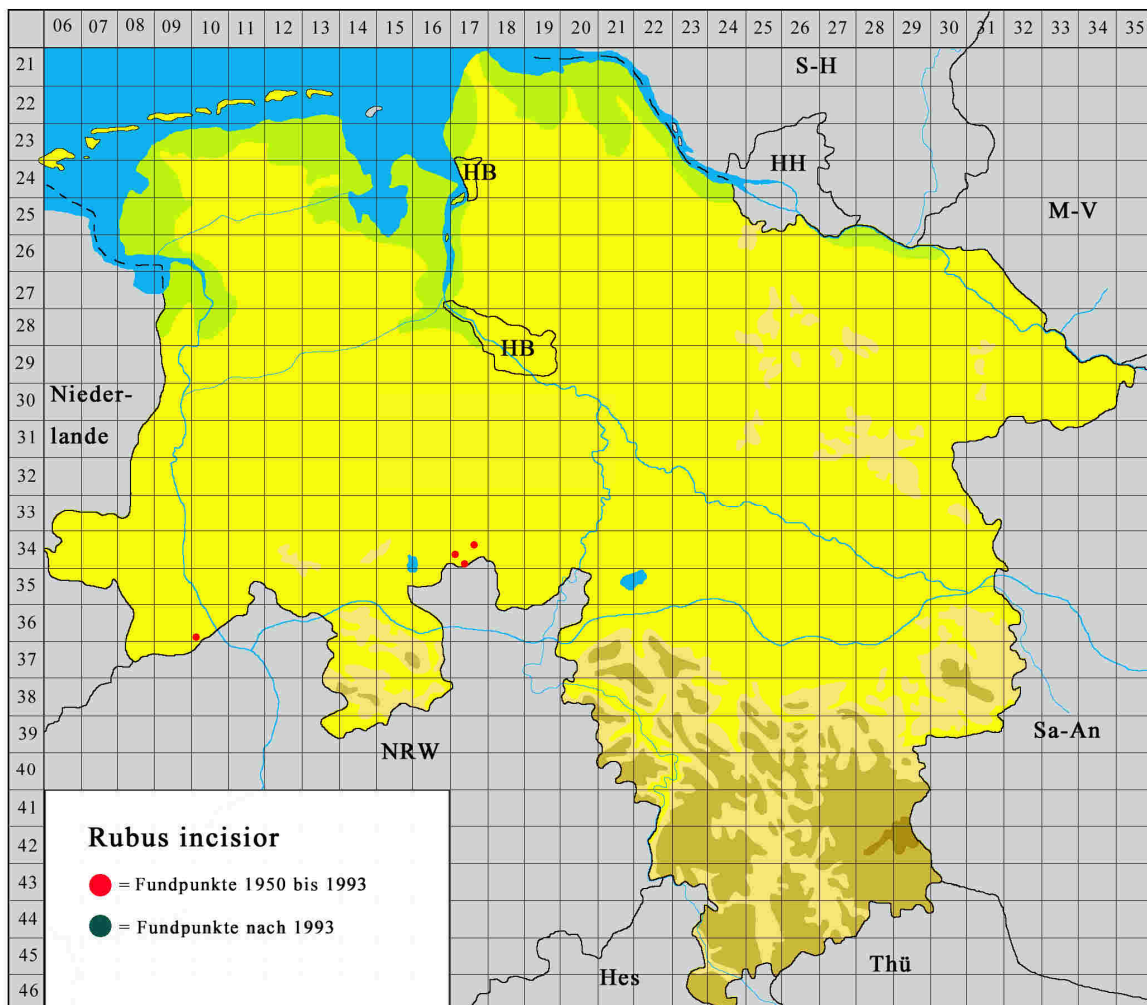 06 07 08 09 10 11 12 13 14 15 16 17 18 19 20 21 22 23 24 25 26 27 28 29 30 31 32 33 34 35
21
S-H
22
23
HB
HH
24
25
M-V
26
27
28
HB
29
Nieder-
30
lande
31
32
33
34
35
36
37
38
39
NRW
Sa-An
40
41
Rubus incisior
42
= Fundpunkte 1950 bis 1993
43
= Fundpunkte nach 1993
44
45
Hes
Thü
46